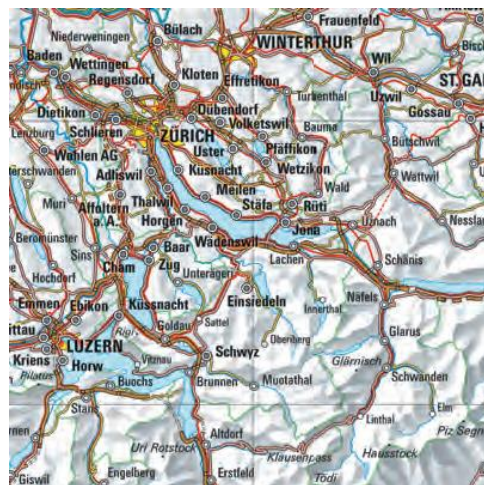 Frauenfeld
Bülach
Niederweningen
WINTERTHUR
Baden
Wettingen
Kloten
Wil
Regensdorf
Effretikon
Turbenthal
Uzwil
ST.GA
Dietikon
Dübendorf
Gossau
Lenzburg
Schlieren
Volketswil
Bauma
ZÜRICH
Bütschwil
Wohlen AG
Uster
Pfäffikon
Adliswil
Kusnacht
Wetzikon
Wattwil
Meilen
Wald
Muri
Affoltern
a. A.
Thalwil
Stäfa
Rüti
Horgen
Uznach
Nesslau
Beromünster
Jona
Sins
Baar
Wädenswil
Lachen
Cham
Zug
Schänis
Hochdorf
Unterägeri
Emmen
Ebikon
Küssnacht
Einsiedeln
Innerthal
Näfels
ittau
Rigi
Goldau
Sattel
Glarus
LUZERN
Oberiberg
Kriens
Schwyz
Glärnisch
Pilatus
Horw
Vitznau
Schwanden
Buochs
Brunnen
Muotathal
Stans
Linthal
Elm
Altdorf
Piz Segn
Uri Rotstock
Klausenpass
Hausstock
Giswil
Engelberg
Erstfeld
Tödi